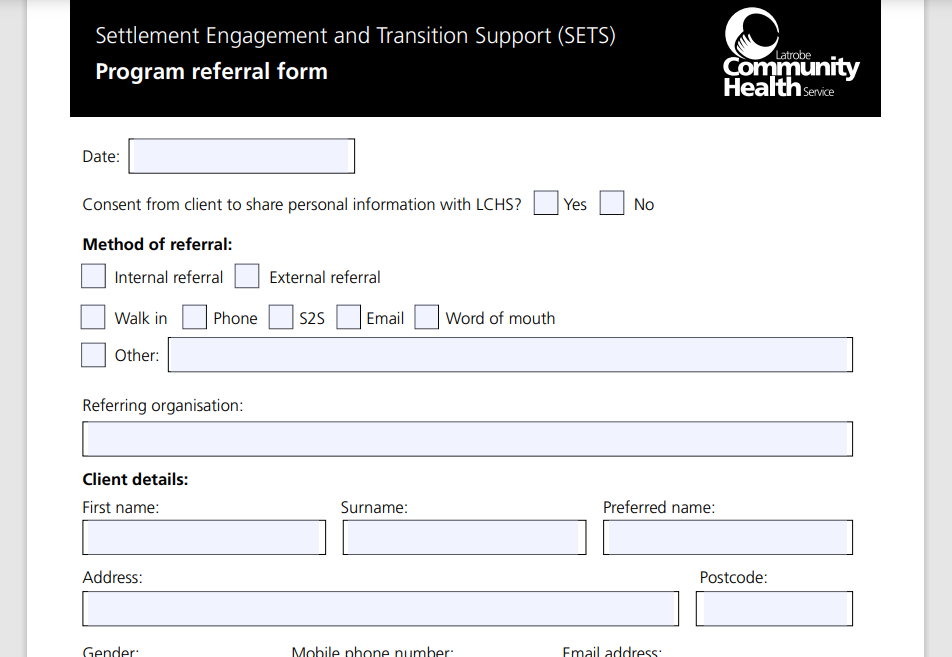 Settlement Engagement and Transition Support (SETS)
Program referral form
Latrobe
Community
Health Service
Date:
Consent from client to share personal information with LCHS? Yes No
Method of referral:
Internal referral External referral
Walk in Phone S2S Email Word of mouth
Other:
Referring organisation:
Client details:
First name: Surname: Preferred name:
Address: Postcode:
Gender: Mobile phone number: Email address: